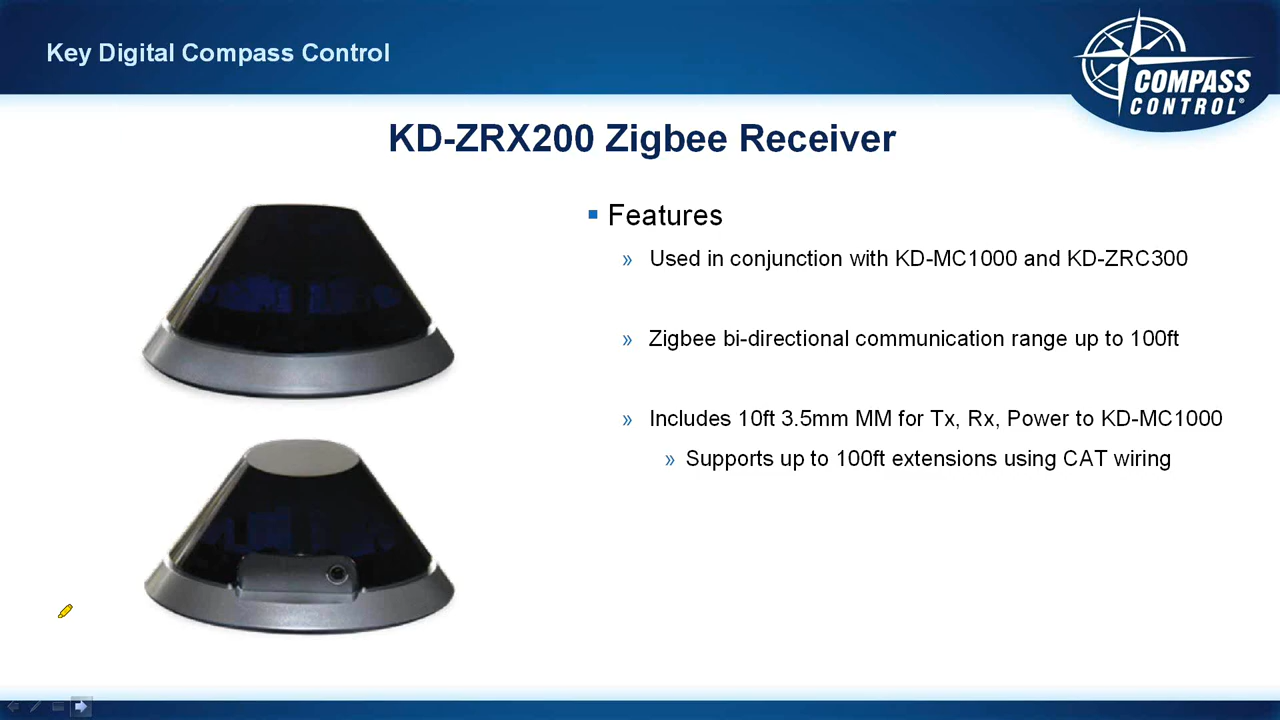 Key Digital Compass Control
COMPASS
CONTROL®
KD-ZRX200 Zigbee Receiver
▪ Features
» Used in conjunction with KD-MC1000 and KD-ZRC300
» Zigbee bi-directional communication range up to 100ft
» Includes 10ft 3.5mm MM for Tx, Rx, Power to KD-MC1000
» Supports up to 100ft extensions using CAT wiring